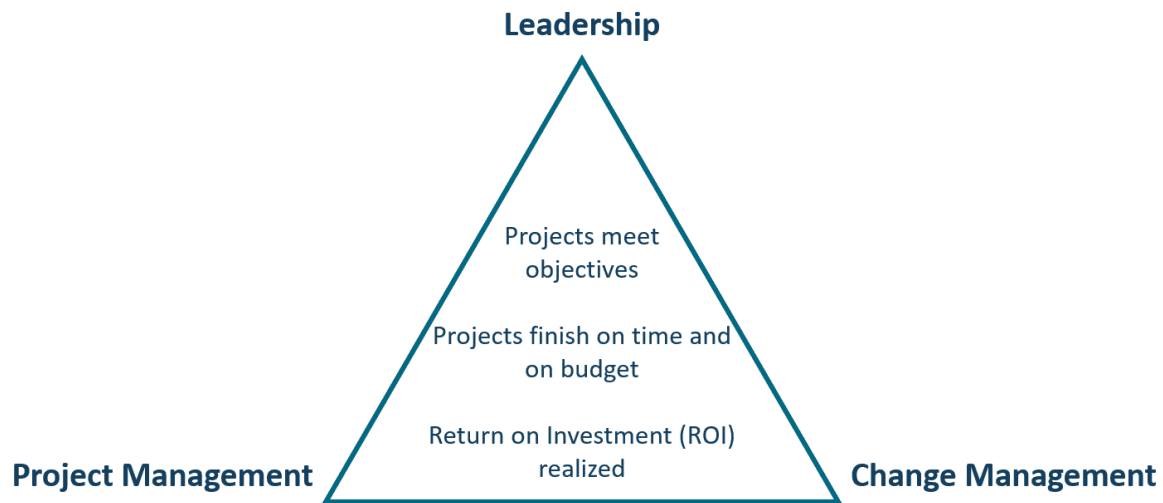 Leadership
Projects meet
objectives
Projects finish on time and
on budget
Return on Investment (ROI)
realized
Project Management
Change Management